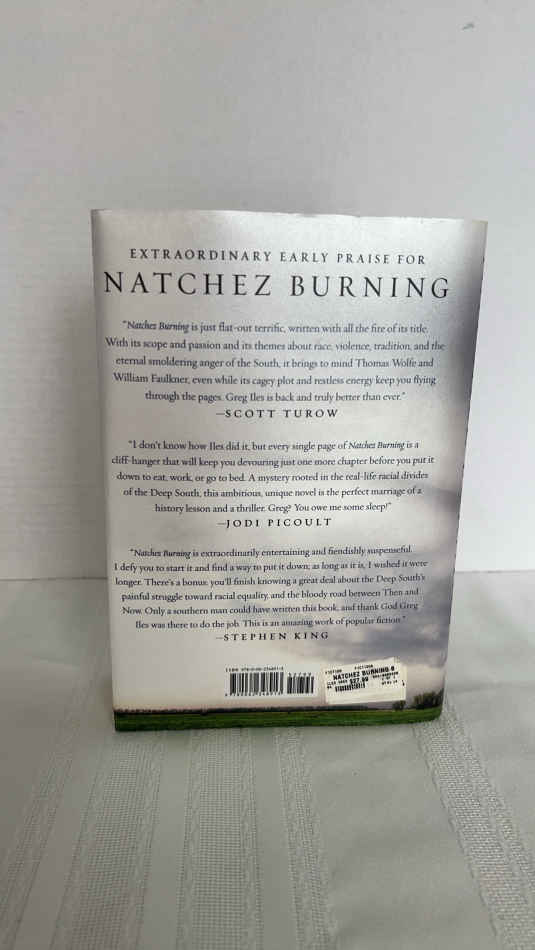 EXTRAORDINARY EARLY PRAISE FOR
NATCHEZ BURNING
"Natchez Burning is just flat-out terrific, written with all the fire of its title.
With its scope and passion and its themes about race, violence, tradition, and the
eternal smoldering anger of the South, it brings to mind Thomas Wolfe and
William Faulkner, even while its cagey plot and restless energy keep you flying
through the pages. Greg Iles is back and truly better than ever."
—SCOTT TUROW
"I don't know how Iles did it, but every single page of Natchez Burning is a
cliff-hanger that will keep you devouring just one more chapter before you put it
down to eat, work, or go to bed. A mystery rooted in the real-life racial divides
of the Deep South, this ambitious, unique novel is the perfect marriage of a
history lesson and a thriller. Greg? You owe me some sleep!"
—JODI PICOULT
"Natchez Burning is extraordinarily entertaining and fiendishly suspenseful.
I defy you to start it and find a way to put it down; as long as it is, I wished it were
longer. There's a bonus: you'll finish knowing a great deal about the Deep South's
painful struggle toward racial equality, and the bloody road between Then and
Now. Only a southern man could have written this book, and thank God Greg
Iles was there to do the job. This is an amazing work of popular fiction."
—STEPHEN KING
ISBN
FICTION FICTION
NATCHEZ BURNING
$27.99